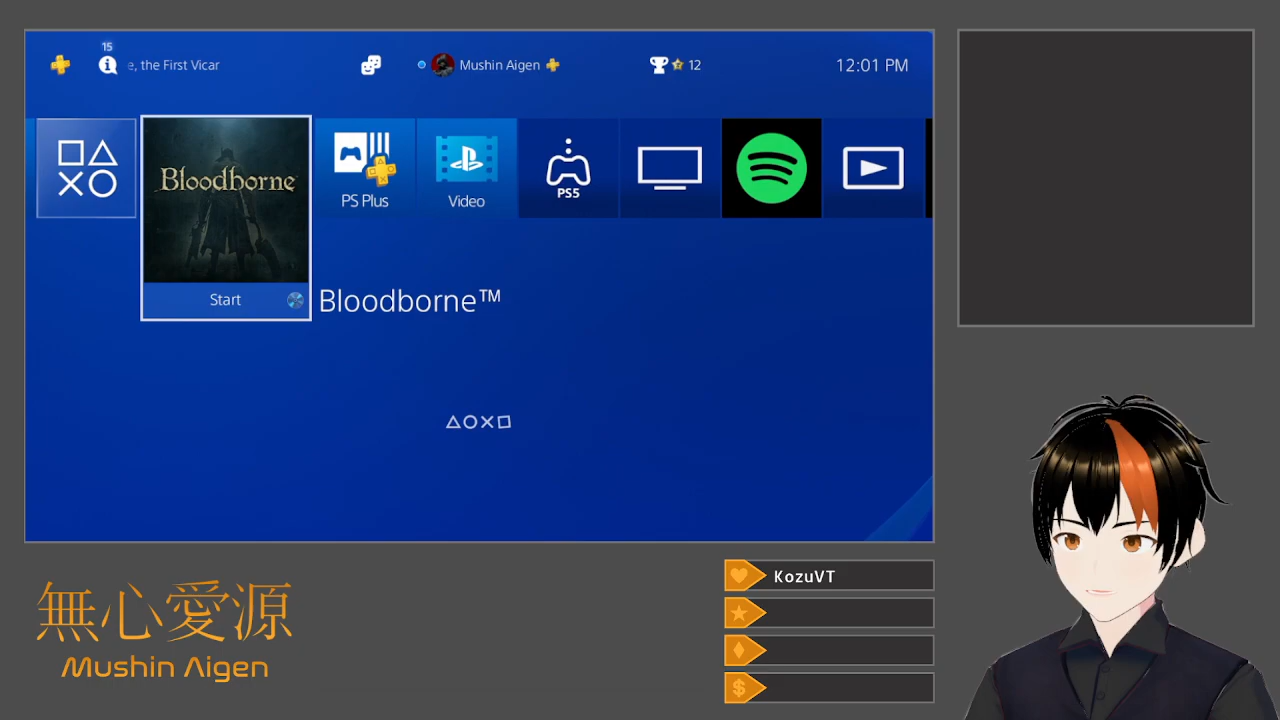 15
e, the First Vicar
Mushin Aigen
12
12:01 PM
Bloodborne
PS Plus
Video
PS5
Start
Bloodborne™
KozuVT
無心愛源
Mushin Aigen